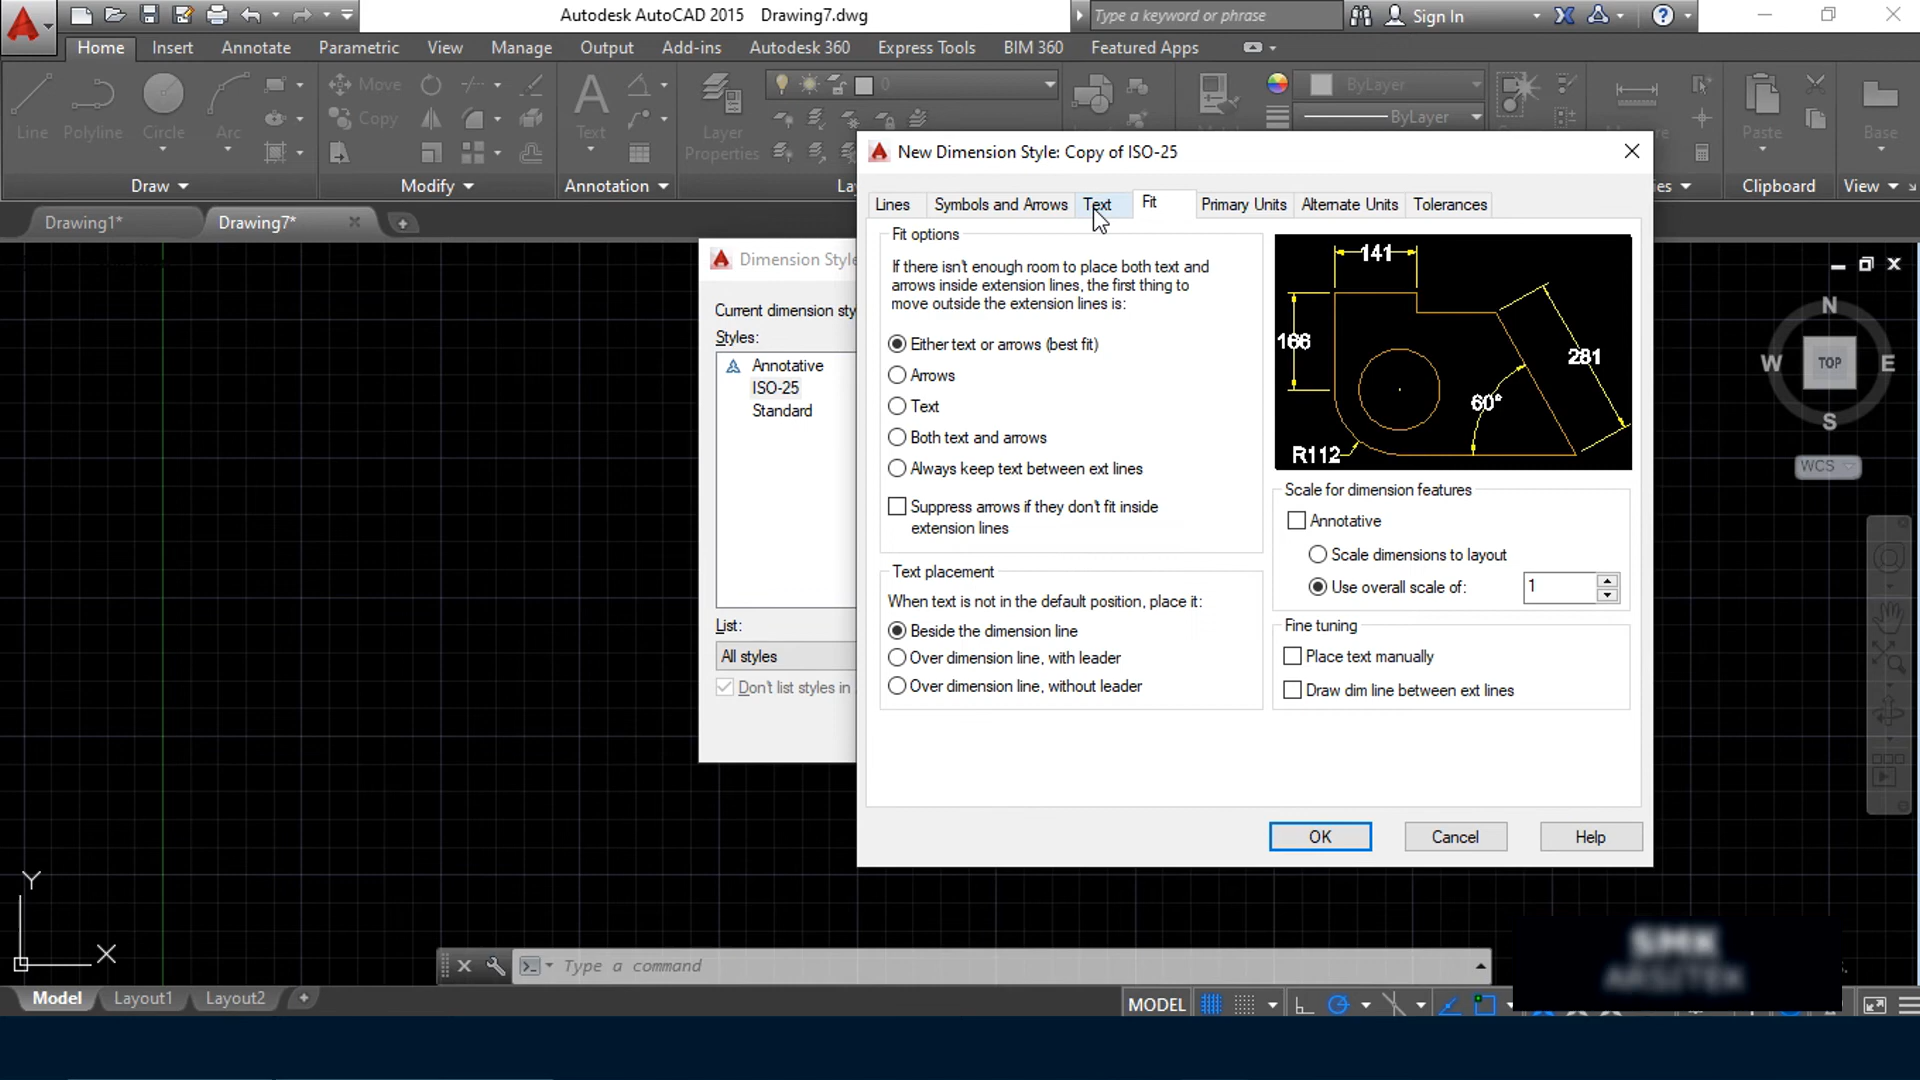 Autodesk AutoCAD 2015 Drawing7.dwg
Type a keyword or phrase
Sign In
Home Insert Annotate Parametric View Manage Output Add-ins Autodesk 360 Express Tools BIM 360 Featured Apps
Line Polyline Circle Arc
Move
Copy
Text
Layer
Properties
0
ByLayer
ByLayer
Paste
Base
Draw
Modify
Annotation
Clipboard
View
Drawing1*
Drawing7*
Dimension Style
Current dimension sty
Styles:
Annotative
ISO-25
Standard
List:
All styles
Don't list styles in
New Dimension Style: Copy of ISO-25
Lines Symbols and Arrows Text Fit Primary Units Alternate Units Tolerances
Fit options
If there isn't enough room to place both text and
arrows inside extension lines, the first thing to
move outside the extension lines is:
Either text or arrows (best fit)
Arrows
Text
Both text and arrows
Always keep text between ext lines
Suppress arrows if they don't fit inside
extension lines
Text placement
When text is not in the default position, place it:
Beside the dimension line
Over dimension line, with leader
Over dimension line, without leader
141
166
281
60°
R112
Scale for dimension features
Annotative
Scale dimensions to layout
Use overall scale of:
1
Fine tuning
Place text manually
Draw dim line between ext lines
OK
Cancel
Help
N
W
TOP
E
S
WCS
Y
X
Type a command
Model
Layout1
Layout2
MODEL
SMK
ARSITEK